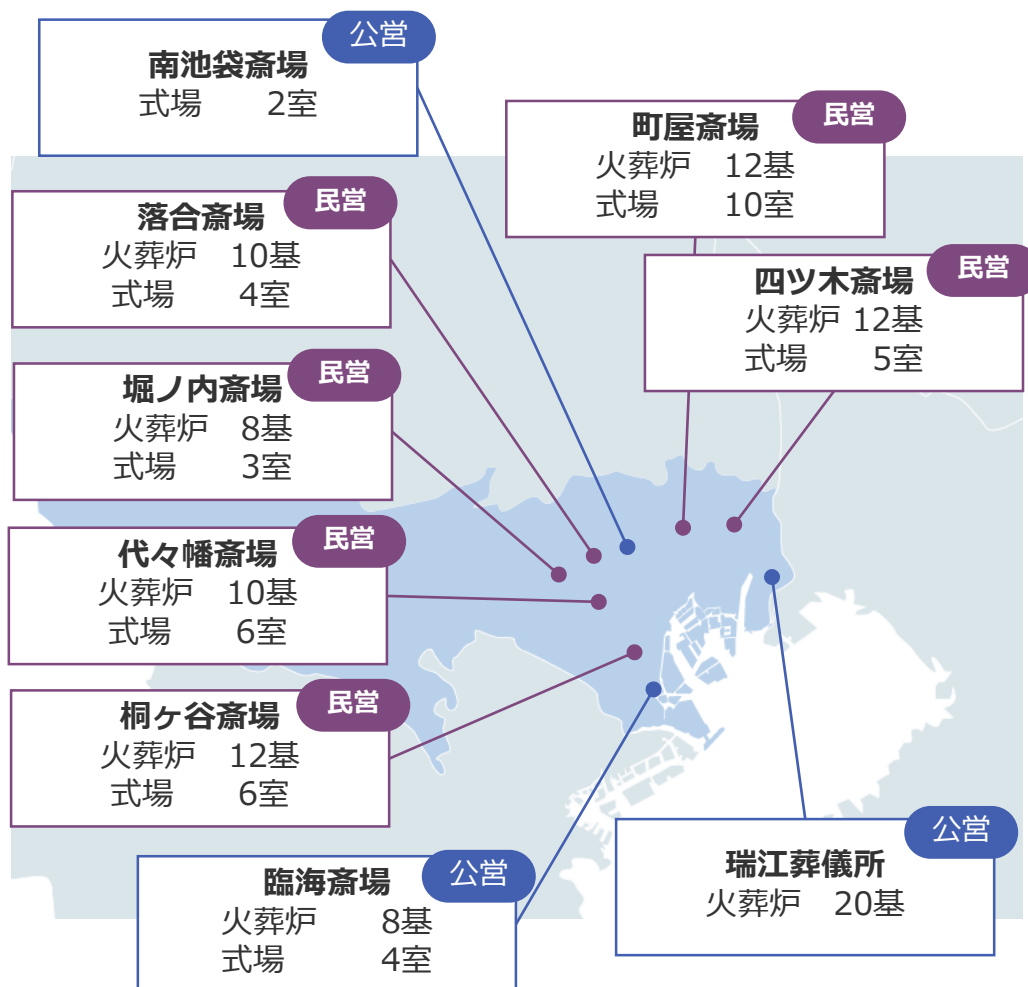 公営
南池袋斎場
式場 2室
民営
町屋斎場
火葬炉 12基
式場 10室
民営
落合斎場
火葬炉 10基
式場 4室
民営
四ツ木斎場
火葬炉 12基
式場 5室
民営
堀ノ内斎場
火葬炉 8基
式場 3室
民営
代々幡斎場
火葬炉 10基
式場 6室
民営
桐ヶ谷斎場
火葬炉 12基
式場 6室
公営
臨海斎場
火葬炉 8基
式場 4室
公営
瑞江葬儀所
火葬炉 20基